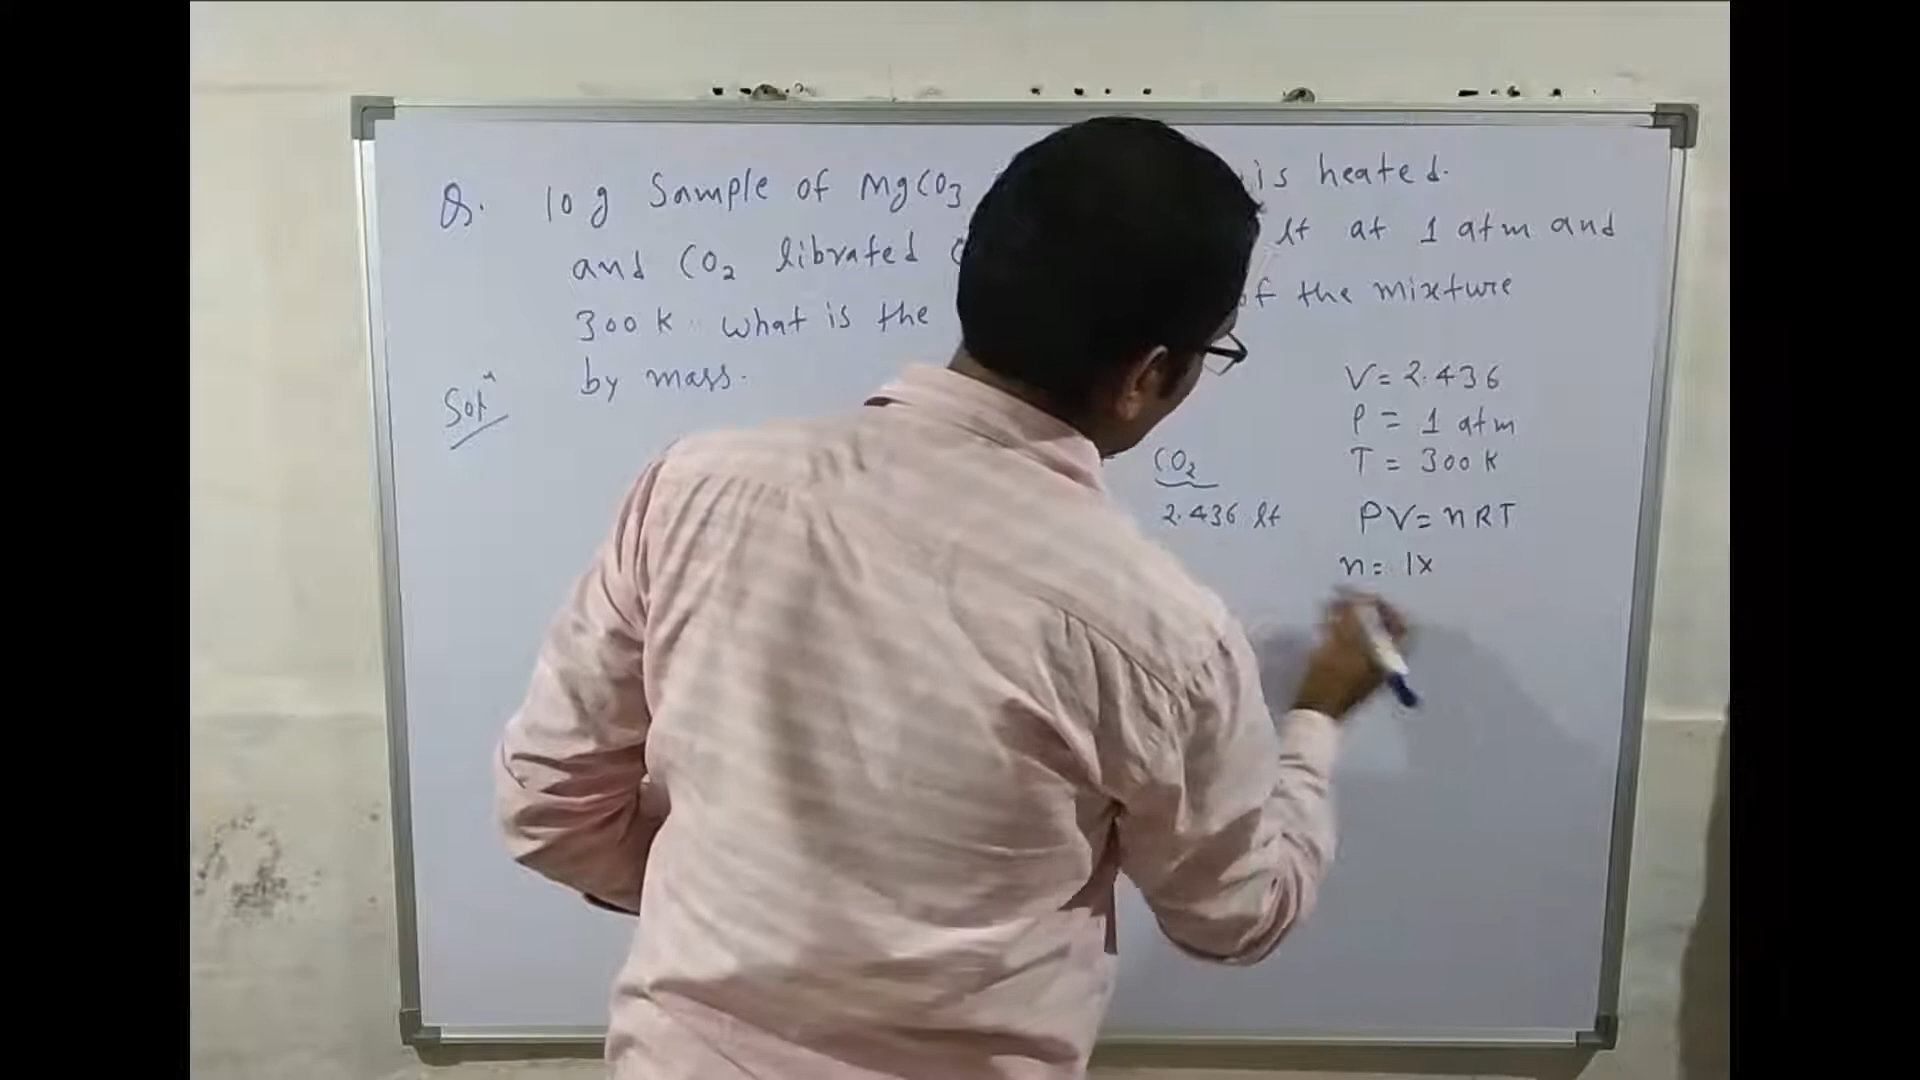 Q. 10 g Sample of MgCO3 is heated.
and CO2 librated lt at 1 atm and
300 K what is the of the mixture
by mass.
Solⁿ
V = 2.436
P = 1 atm
CO2
T = 300 K
2.436 lt
PV = nRT
n = 1x